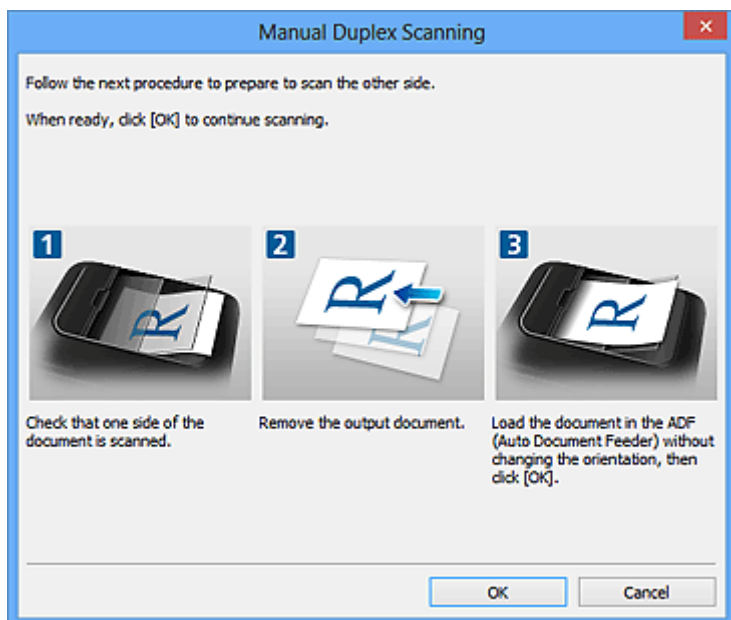 Manual Duplex Scanning
Follow the next procedure to prepare to scan the other side.
When ready, click [OK] to continue scanning.
1
R
2
R
R
3
R
Check that one side of the
document is scanned.
Remove the output document.
Load the document in the ADF
(Auto Document Feeder) without
changing the orientation, then
click [OK].
OK
Cancel